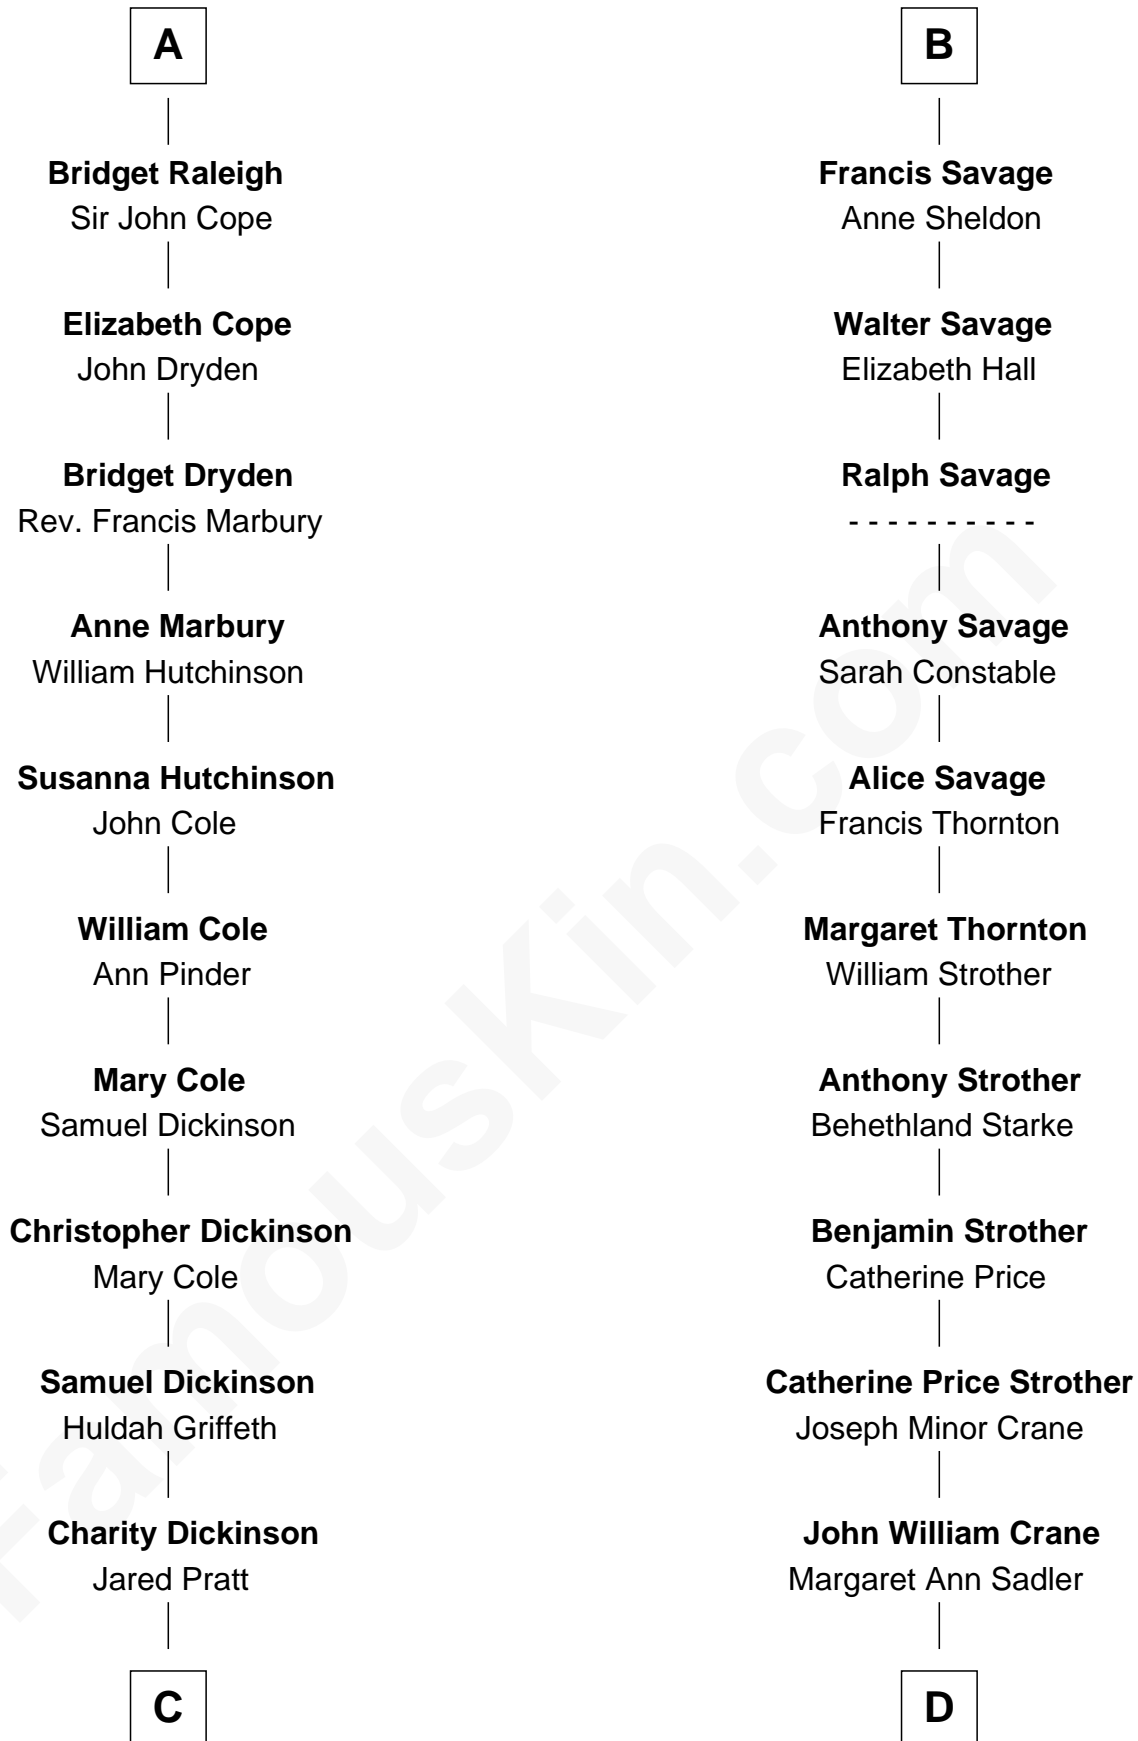 A
Bridget Raleigh
Sir John Cope
Elizabeth Cope
John Dryden
Bridget Dryden
Rev. Francis Marbury
Anne Marbury
William Hutchinson
Susanna Hutchinson
John Cole
William Cole
Ann Pinder
Mary Cole
Samuel Dickinson
Christopher Dickinson
Mary Cole
Samuel Dickinson
Huldah Griffeth
Charity Dickinson
Jared Pratt
C
B
Francis Savage
Anne Sheldon
Walter Savage
Elizabeth Hall
Ralph Savage
- - - - - - - - - -
Anthony Savage
Sarah Constable
Alice Savage
Francis Thornton
Margaret Thornton
William Strother
Anthony Strother
Behethland Starke
Benjamin Strother
Catherine Price
Catherine Price Strother
Joseph Minor Crane
John William Crane
Margaret Ann Sadler
D
FamousKin.com